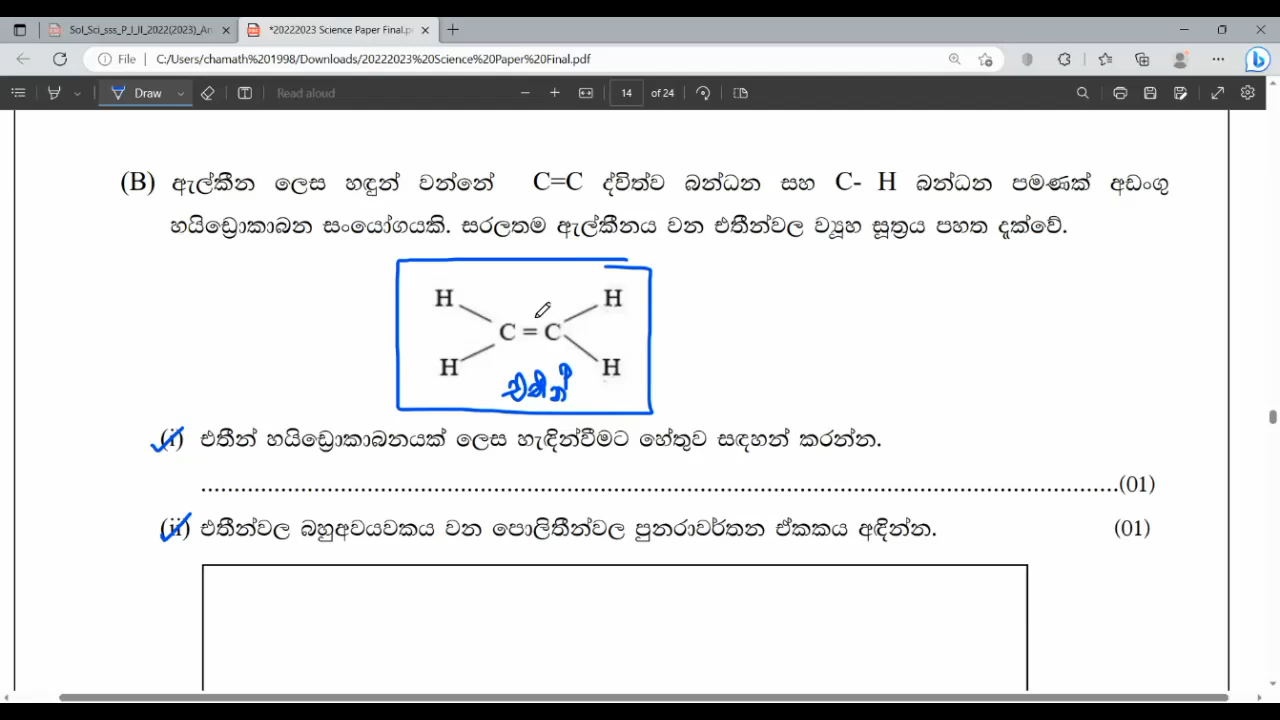 Sol_Sci_sss_P_I_II_2022(2023)_An
*20222023 Science Paper Final.p
File
C:/Users/chamath%201998/Downloads/20222023%20Science%20Paper%20Final.pdf
Draw
Read aloud
14 of 24
(B) ඇල්කීන ලෙස හඳුන් වන්නේ C=C ද්විත්ව බන්ධන සහ C- H බන්ධන පමණක් අඩංගු
හයිඩ්‍රොකාබන සංයෝගයකි. සරලතම ඇල්කීනය වන එතීන්වල ව්‍යූහ සූත්‍රය පහත දැක්වේ.
H H
C = C
H H
එතීන්
(i) එතීන් හයිඩ්‍රොකාබනයක් ලෙස හැඳින්වීමට හේතුව සඳහන් කරන්න.
........................................................................................................(01)
(ii) එතීන්වල බහුඅවයවකය වන පොලිතීන්වල පුනරාවර්තන ඒකකය අඳින්න. (01)